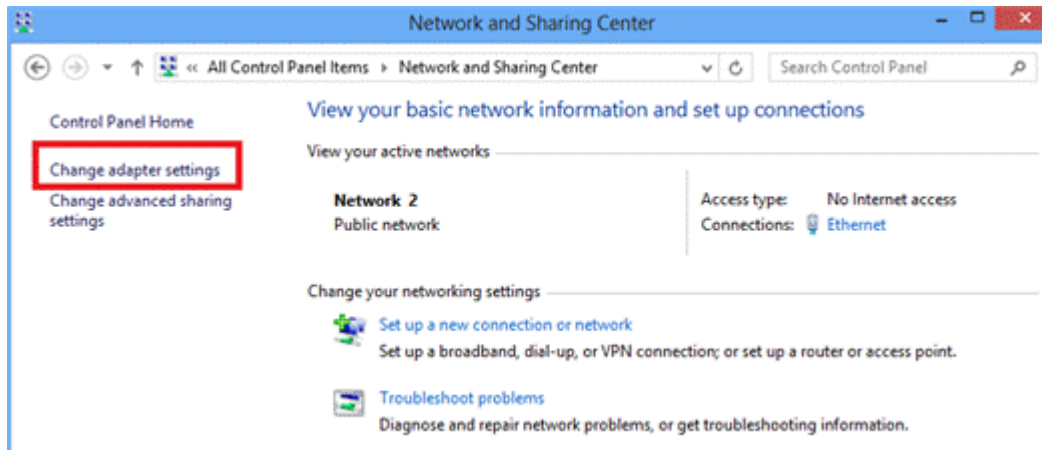 Network and Sharing Center
« All Control Panel Items ▸ Network and Sharing Center
Search Control Panel
Control Panel Home
Change adapter settings
Change advanced sharing
settings
View your basic network information and set up connections
View your active networks
Network 2
Public network
Access type: No Internet access
Connections: Ethernet
Change your networking settings
Set up a new connection or network
Set up a broadband, dial-up, or VPN connection; or set up a router or access point.
Troubleshoot problems
Diagnose and repair network problems, or get troubleshooting information.